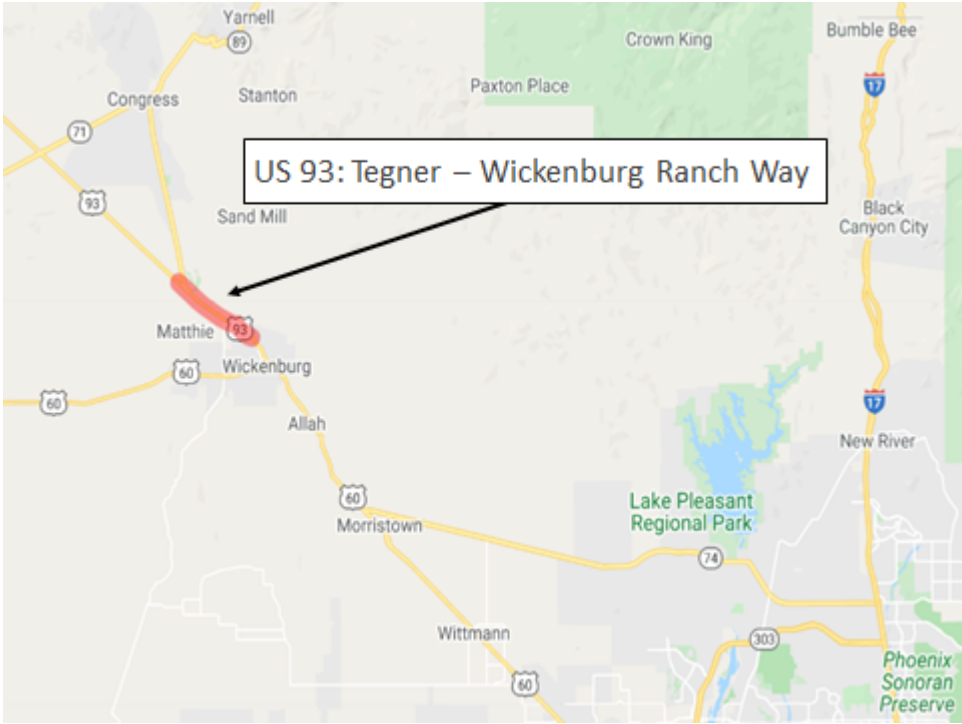 Yarnell
89
Crown King
Bumble Bee
17
Paxton Place
Congress
Stanton
71
US 93: Tegner – Wickenburg Ranch Way
93
Sand Mill
Black
Canyon City
Matthie
93
60
Wickenburg
60
17
Allah
New River
60
Lake Pleasant
Regional Park
Morristown
74
Wittmann
303
60
Phoenix
Sonoran
Preserve